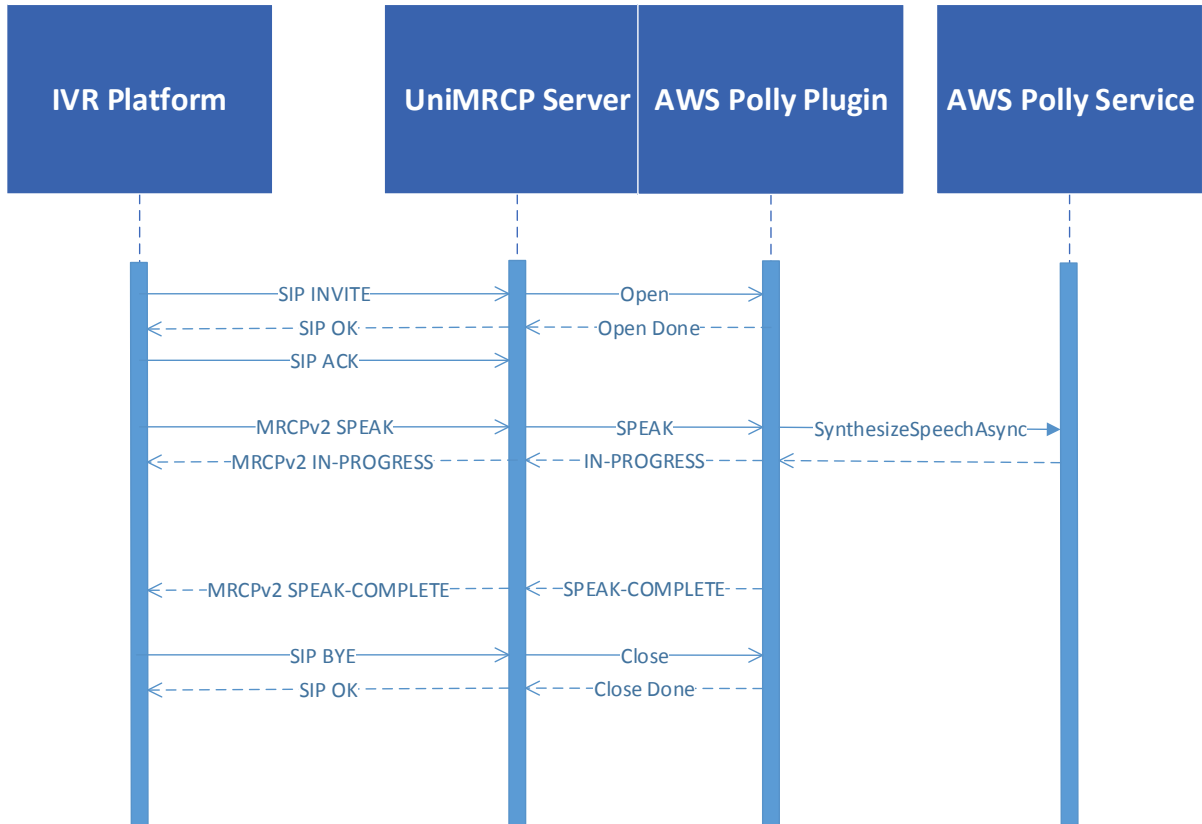 IVR Platform
UniMRCP Server
AWS Polly Plugin
AWS Polly Service
SIP INVITE
Open
SIP OK
Open Done
SIP ACK
MRCPv2 SPEAK
SPEAK
SynthesizeSpeechAsync
MRCPv2 IN-PROGRESS
IN-PROGRESS
MRCPv2 SPEAK-COMPLETE
SPEAK-COMPLETE
SIP BYE
Close
SIP OK
Close Done